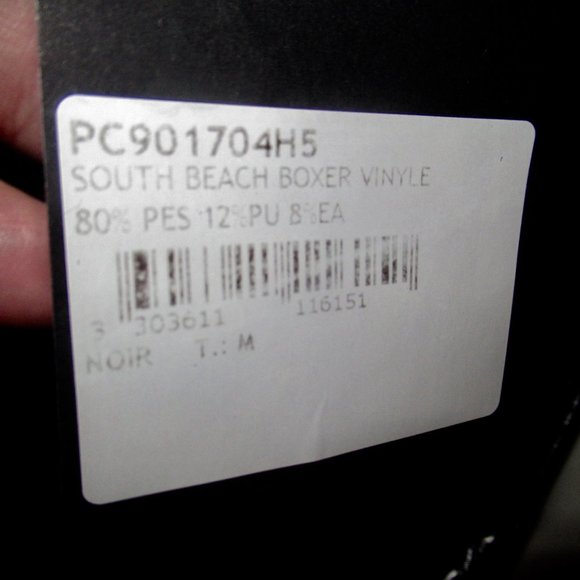 PC901704H5
SOUTH BEACH BOXER VINYLE
80% PES 12%PU 8%EA
3 303611 116151
NOIR T.: M